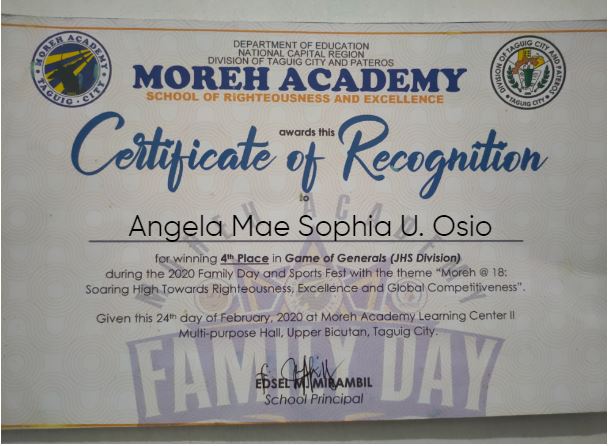 DEPARTMENT OF EDUCATION
NATIONAL CAPITAL REGION
DIVISION OF TAGUIG CITY AND PATEROS
MOREH ACADEMY
TAGUIG - CITY
MOREH ACADEMY
DIVISION OF TAGUIG CITY AND PATEROS
TAGUIG CITY
SCHOOL OF RIGHTEOUSNESS AND EXCELLENCE
awards this
Certificate of Recognition
to
MOREH ACADEMY
Angela Mae Sophia U. Osio
for winning 4th Place in Game of Generals (JHS Division)
during the 2020 Family Day and Sports Fest with the theme "Moreh @ 18:
Soaring High Towards Righteousness, Excellence and Global Competitiveness".
Given this 24th day of February, 2020 at Moreh Academy Learning Center II
Multi-purpose Hall, Upper Bicutan, Taguig City.
FAMILY DAY
EDSEL M. MIRAMBIL
School Principal